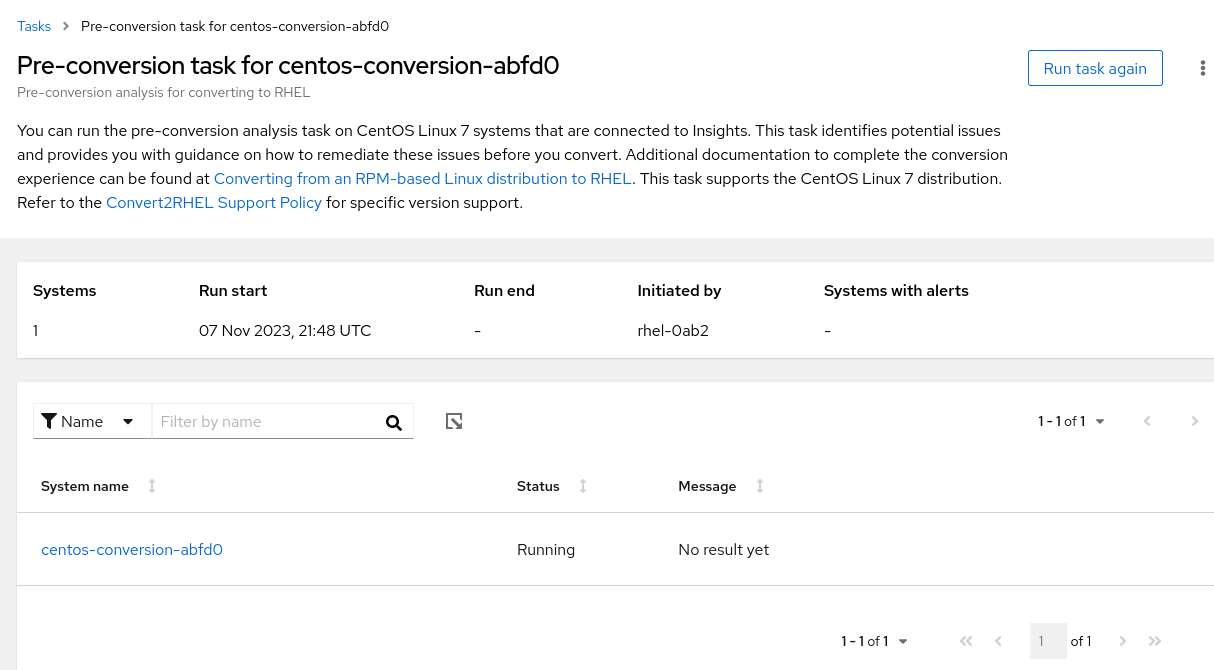 Tasks > Pre-conversion task for centos-conversion-abfd0
Pre-conversion task for centos-conversion-abfd0
Run task again
Pre-conversion analysis for converting to RHEL
You can run the pre-conversion analysis task on CentOS Linux 7 systems that are connected to Insights. This task identifies potential issues
and provides you with guidance on how to remediate these issues before you convert. Additional documentation to complete the conversion
experience can be found at Converting from an RPM-based Linux distribution to RHEL. This task supports the CentOS Linux 7 distribution.
Refer to the Convert2RHEL Support Policy for specific version support.
Systems Run start Run end Initiated by Systems with alerts
1 07 Nov 2023, 21:48 UTC - rhel-0ab2 -
Name Filter by name 1 - 1 of 1
System name Status Message
centos-conversion-abfd0 Running No result yet
1 - 1 of 1 1 of 1